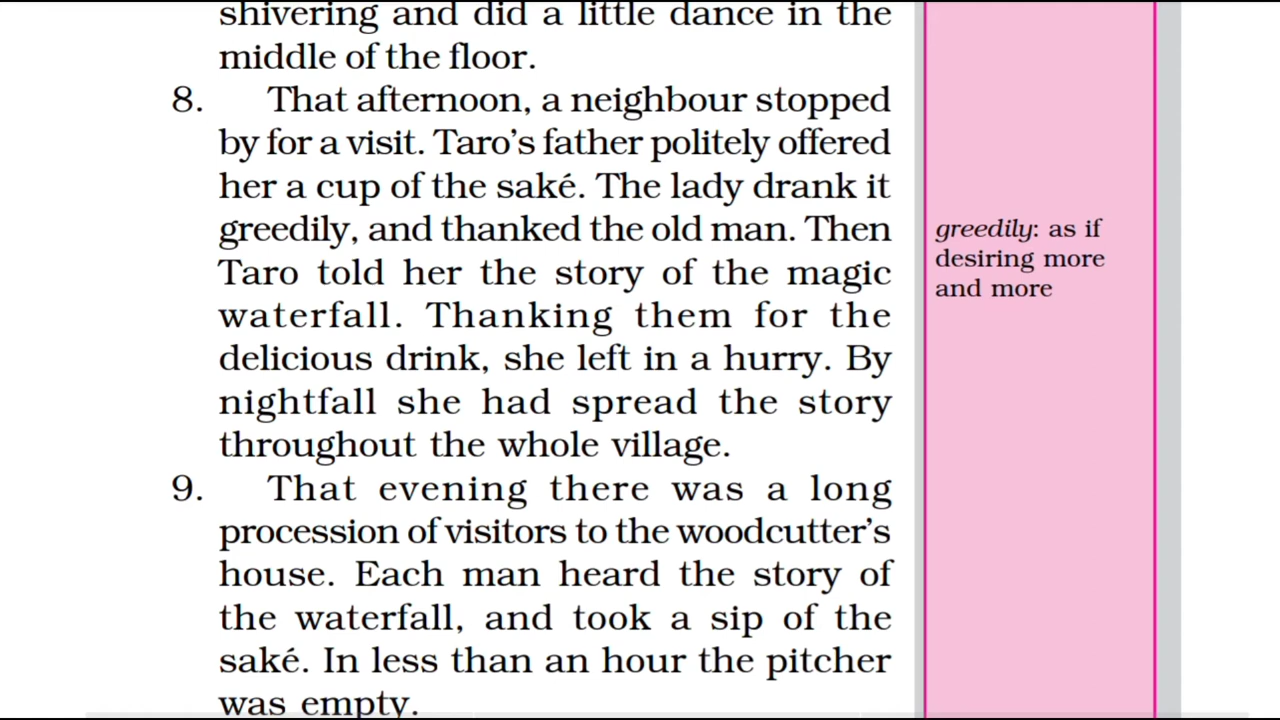 shivering and did a little dance in the
middle of the floor.
8. That afternoon, a neighbour stopped
by for a visit. Taro’s father politely offered
her a cup of the saké. The lady drank it
greedily, and thanked the old man. Then
Taro told her the story of the magic
waterfall. Thanking them for the
delicious drink, she left in a hurry. By
nightfall she had spread the story
throughout the whole village.
9. That evening there was a long
procession of visitors to the woodcutter’s
house. Each man heard the story of
the waterfall, and took a sip of the
saké. In less than an hour the pitcher
was empty.
greedily: as if
desiring more
and more